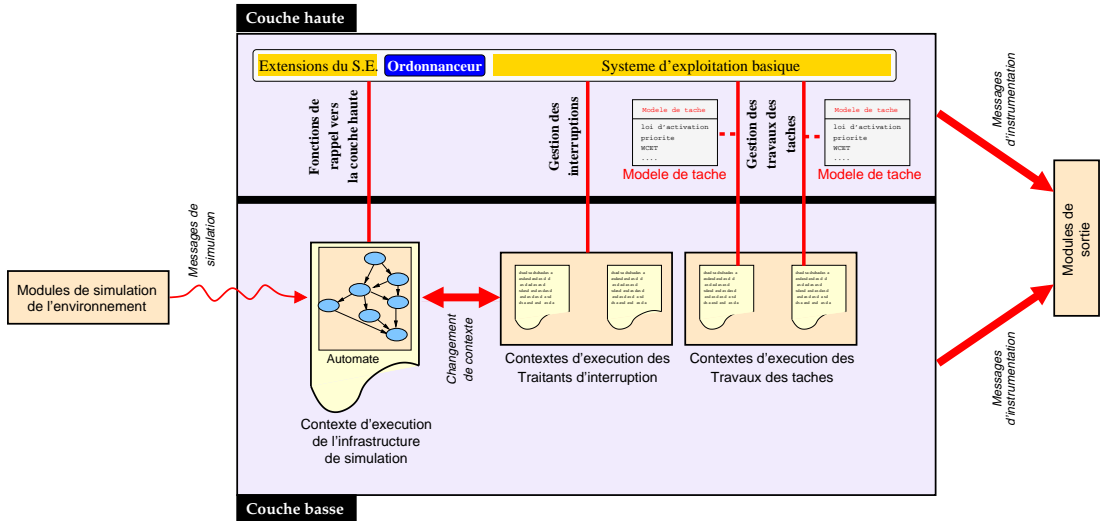 Couche haute
Extensions du S.E.
Ordonnanceur
Systeme d'exploitation basique
Fonctions de
rappel vers
la couche haute
Gestion des
interruptions
Modele de tache
loi d'activation
priorite
WCET
....
Modele de tache
Gestion des
travaux des
taches
Modele de tache
loi d'activation
priorite
WCET
....
Modele de tache
Messages
d'instrumentation
Messages de
simulation
Modules de simulation
de l'environnement
Automate
Changement
de contexte
Contexte d'execution
de l'infrastructure
de simulation
Contextes d'execution des
Traitants d'interruption
Contextes d'execution des
Travaux des taches
Modules de
sortie
Messages
d'instrumentation
Couche basse